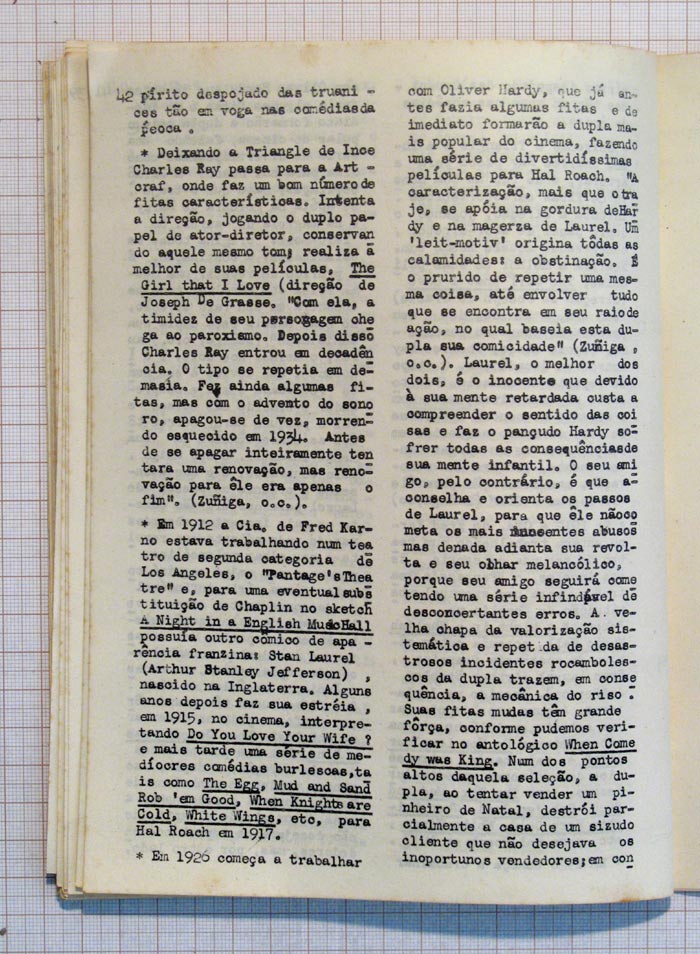 42 pírito despojado das truani -
ces tão em voga nas comédiasda
péoca .
* Deixando a Triangle de Ince
Charles Ray passa para a Art -
craf, onde faz um bom númerode
fitas características. Intenta
a direção, jogando o duplo pa-
pel de ator-diretor, conservan
do aquele mesmo tom; realiza a
melhor de suas películas, The
Girl that I Love (direção de
Joseph De Grasse. "Com ela, a
timidez de seu personagem che
ga ao paroxismo. Depois disso
Charles Ray entrou em decadên
cia. O tipo se repetia em de-
masia. Fez ainda algumas fi-
tas, mas com o advento do sono
ro, apagou-se de vez, morren-
do esquecido em 1934. Antes
de se apagar inteiramente ten
tara uma renovação, mas reno-
vação para êle era apenas o
fim". (Zuñiga, o.c.).
* Em 1912 a Cia. de Fred Kar-
no estava trabalhando num tea
tro de segunda categoria de
Los Angeles, o "Pantage'sThea
tre" e, para uma eventualsubs
tituição de Chaplin no sketch
A Night in a English MusicHall
possuía outro cômico de apa -
rência franzina: Stan Laurel
(Arthur Stanley Jefferson) ,
nascido na Inglaterra. Alguns
anos depois faz sua estréia ,
em 1915, no cinema, interpre-
tando Do You Love Your Wife ?
e mais tarde uma série de me-
díocres comédias burlescas,ta
is como The Egg, Mud and Sand
Rob 'em Good, When Knights are
Cold, White Wings, etc, para
Hal Roach em 1917.
* Em 1926 começa a trabalhar
com Oliver Hardy, que já an-
tes fazia algumas fitas e de
imediato formarão a dupla ma-
is popular do cinema, fazendo
uma série de divertidíssimas
películas para Hal Roach. "A
caracterização, mais que o tra
je, se apóia na gordura deHar
dy e na magerza de Laurel. Um
'leit-motiv' origina tôdas as
calamidades: a obstinação. É
o prurido de repetir uma mes-
ma coisa, até envolver tudo
que se encontra em seu raiode
ação, no qual baseia esta du-
pla sua comicidade" (Zuñiga ,
o.c.). Laurel, o melhor dos
dois, é o inocente que devido
à sua mente retardada custa a
compreender o sentido das coi
sas e faz o pançudo Hardy so-
frer todas as consequênciasde
sua mente infantil. O seu ami
go, pelo contrário, é que a-
conselha e orienta os passos
de Laurel, para que êle nãoco
meta os mais inocentes abusos
mas denada adianta sua revol-
ta e seu olhar melancólico,
porque seu amigo seguirá come
tendo uma série infindável de
desconcertantes erros. A ve-
lha chapa da valorização sis-
temática e repetida de desas-
trosos incidentes rocamboles-
cos da dupla trazem, em conse
quência, a mecânica do riso .
Suas fitas mudas têm grande
fôrça, conforme pudemos veri-
ficar no antológico When Come
dy was King. Num dos pontos
altos daquela seleção, a du-
pla, ao tentar vender um pi-
nheiro de Natal, destrói par-
cialmente a casa de um sizudo
cliente que não desejava os
inoportunos vendedores;em con